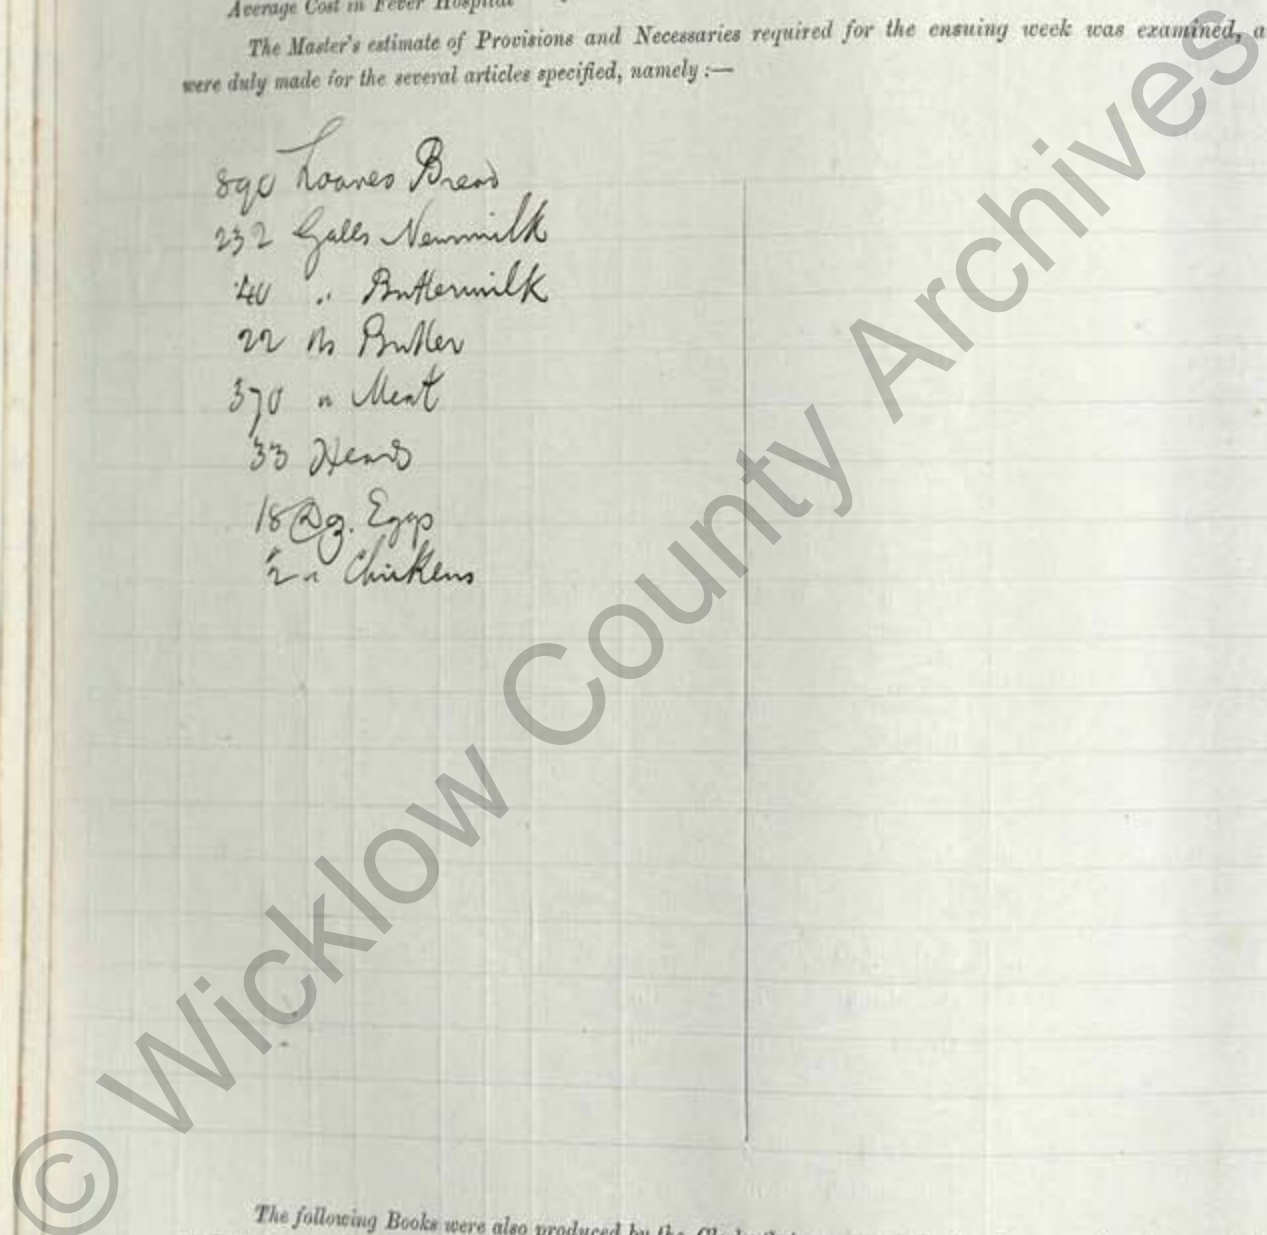 Average Cost in Fever Hospital
The Master's estimate of Provisions and Necessaries required for the ensuing week was examined, a
were duly made for the several articles specified, namely :—
890 Loaves Bread
232 Galls Newmilk
40 " Buttermilk
22 lbs Butter
370 " Meat
33 Heads
18 Doz. Eggs
2 " Chickens
The following Books were also produced by the
© Wicklow County Archives